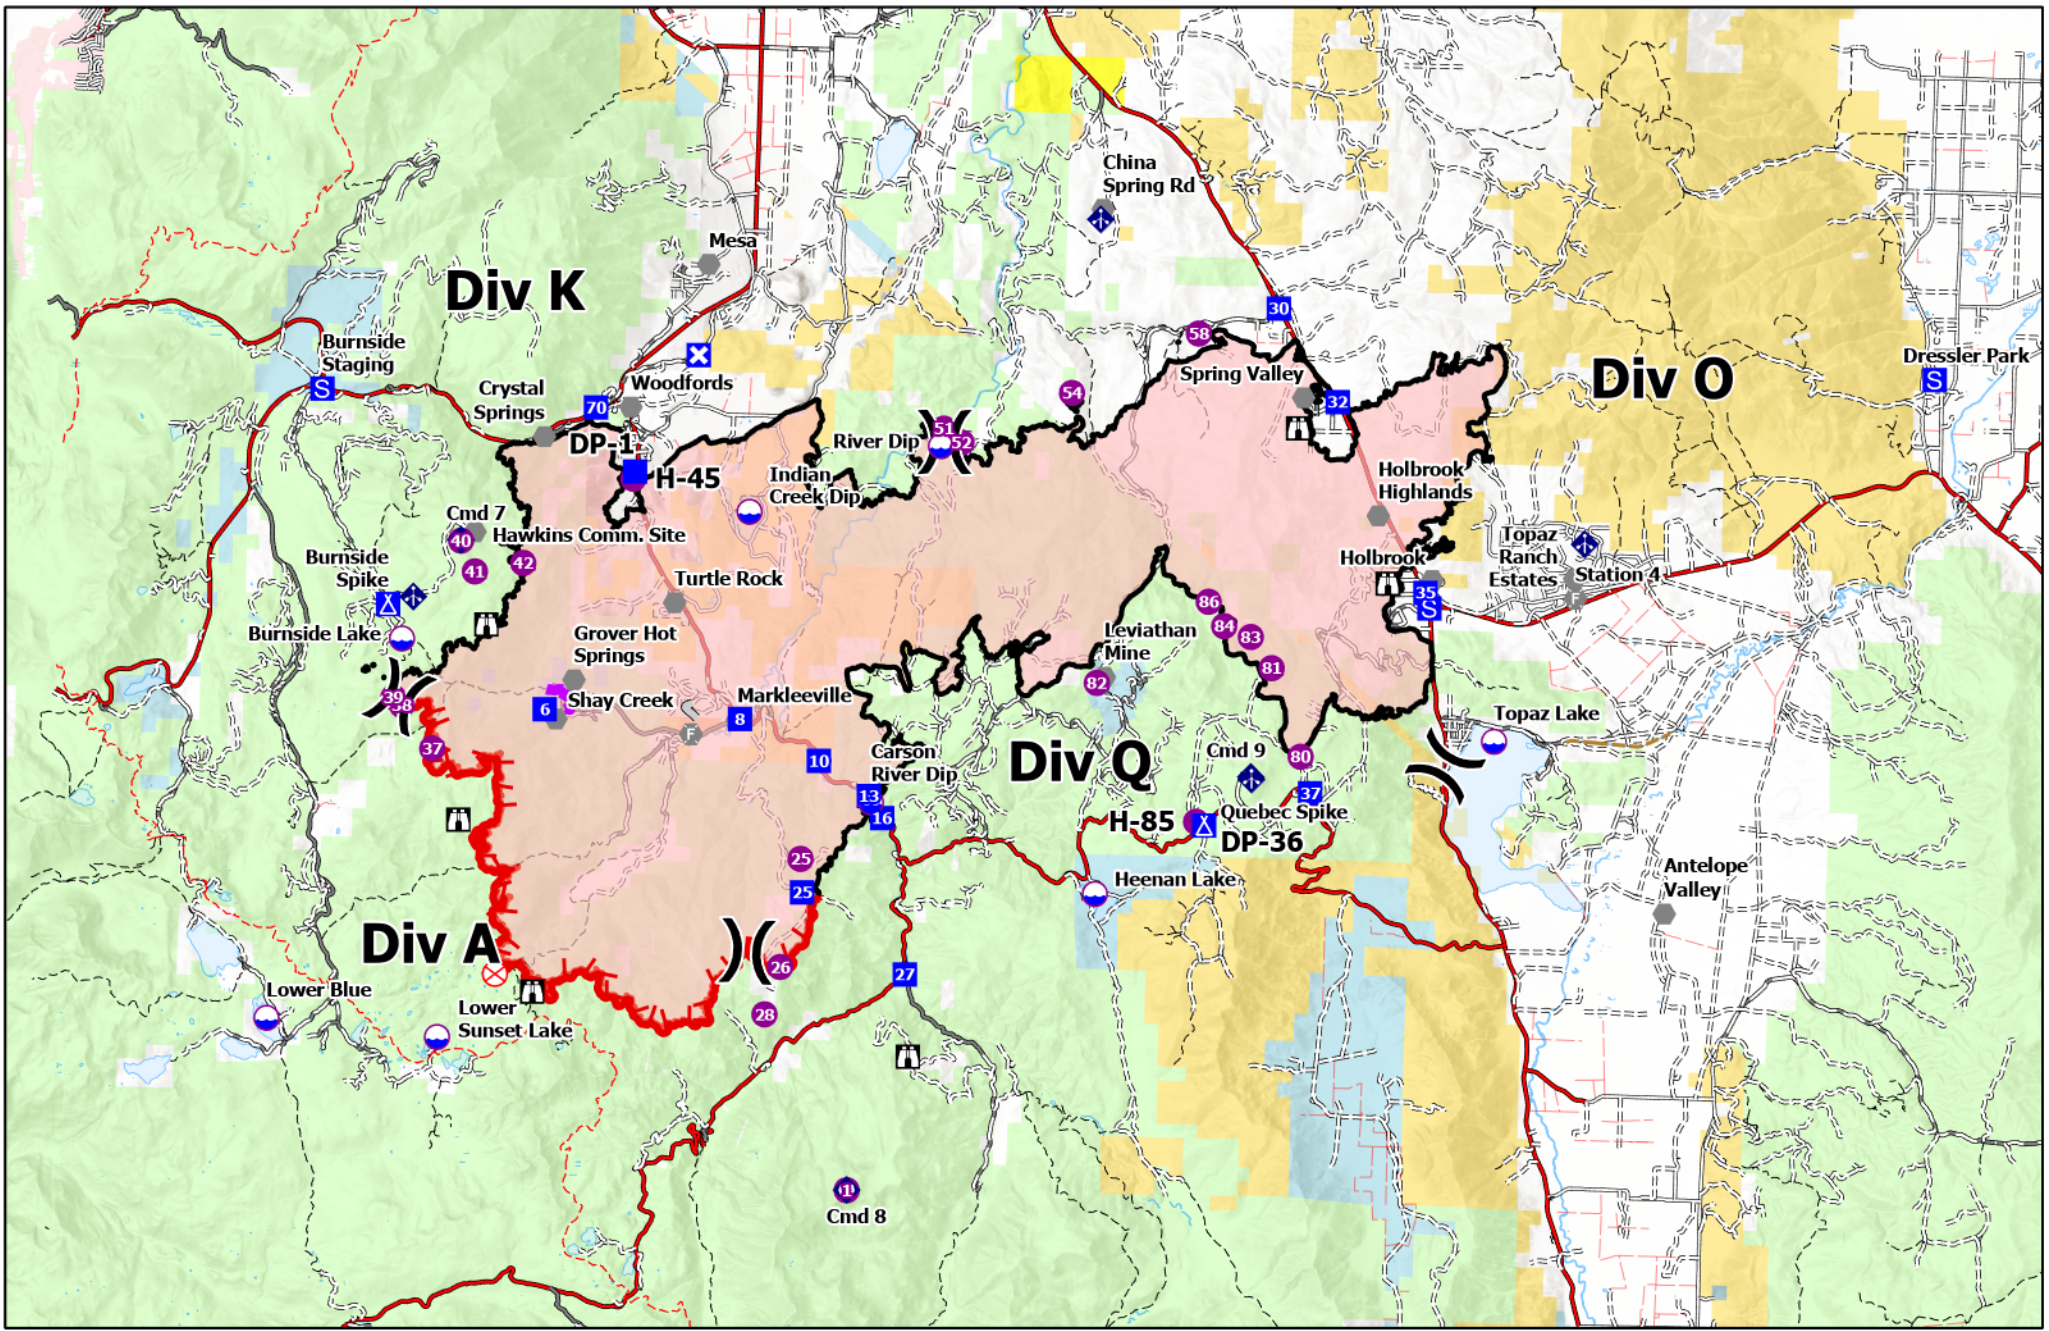 China
Spring Rd
Mesa
Div K
30
58
Burnside
Staging
S
Dressler Park
S
Div O
Spring Valley
Woodfords
Crystal
Springs
70
54
32
DP-1
51
52
River Dip
H-45
Indian
Creek Dip
Holbrook
Highlands
Cmd 7
40
Hawkins Comm. Site
41
42
Burnside
Spike
Topaz
Ranch
Estates
Holbrook
Station 4
F
35
S
Turtle Rock
86
84
83
81
Leviathan
Mine
82
Burnside Lake
Grover Hot
Springs
39
38
Shay Creek
6
Markleeville
8
F
37
Topaz Lake
Carson
River Dip
10
13
16
Div Q
Cmd 9
80
37
Quebec Spike
H-85
DP-36
25
25
Heenan Lake
Antelope
Valley
Div A
26
27
28
Lower Blue
Lower
Sunset Lake
Cmd 8